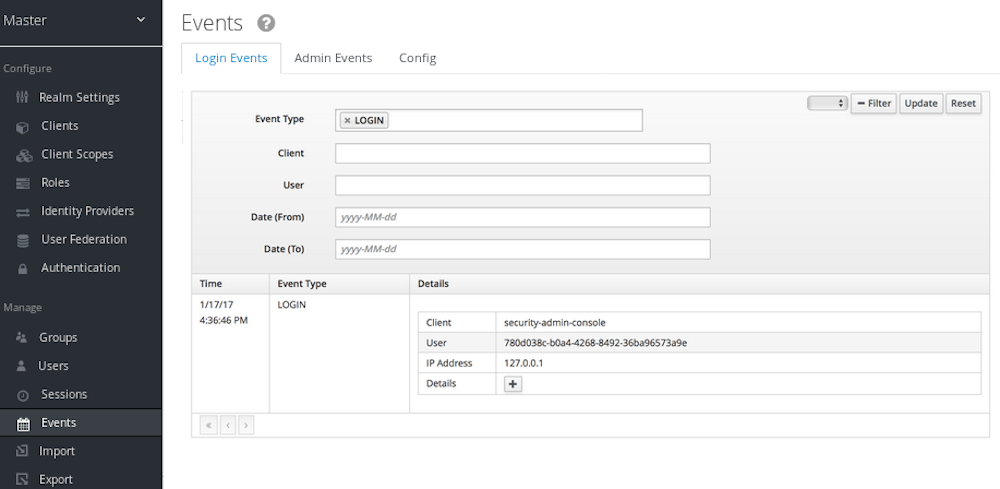 Master
Configure
Realm Settings
Clients
Client Scopes
Roles
Identity Providers
User Federation
Authentication
Manage
Groups
Users
Sessions
Events
Import
Export
Events ?
Login Events Admin Events Config
Filter Update Reset
Event Type × LOGIN
Client
User
Date (From) yyyy-MM-dd
Date (To) yyyy-MM-dd
Time Event Type Details
1/17/17 LOGIN
4:36:46 PM
Client security-admin-console
User 780d038c-b0a4-4268-8492-36ba96573a9e
IP Address 127.0.0.1
Details +
« ‹ ›